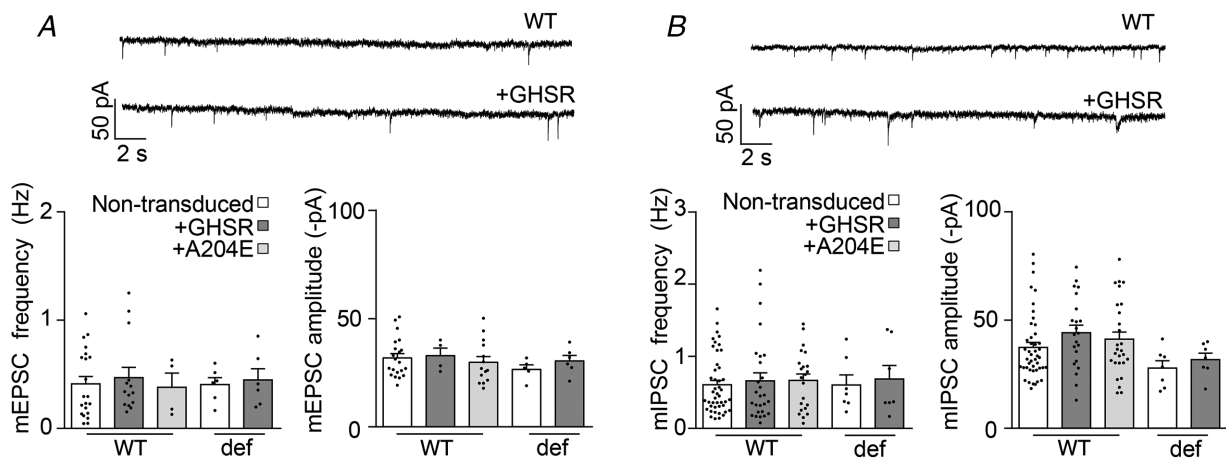 A
WT
+GHSR
50 pA
2 s
mEPSC frequency (Hz)
2
1
0
Non-transduced
+GHSR
+A204E
WT
def
mEPSC amplitude (-pA)
100
50
0
WT
def
B
WT
+GHSR
50 pA
2 s
mIPSC frequency (Hz)
3
2
1
0
Non-transduced
+GHSR
+A204E
WT
def
mIPSC amplitude (-pA)
100
50
0
WT
def